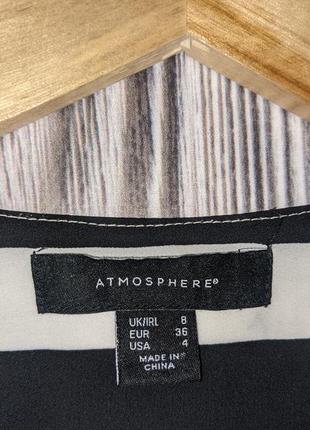 ATMOSPHERE®
UK/IRL 8
EUR 36
USA 4
MADE IN
CHINA